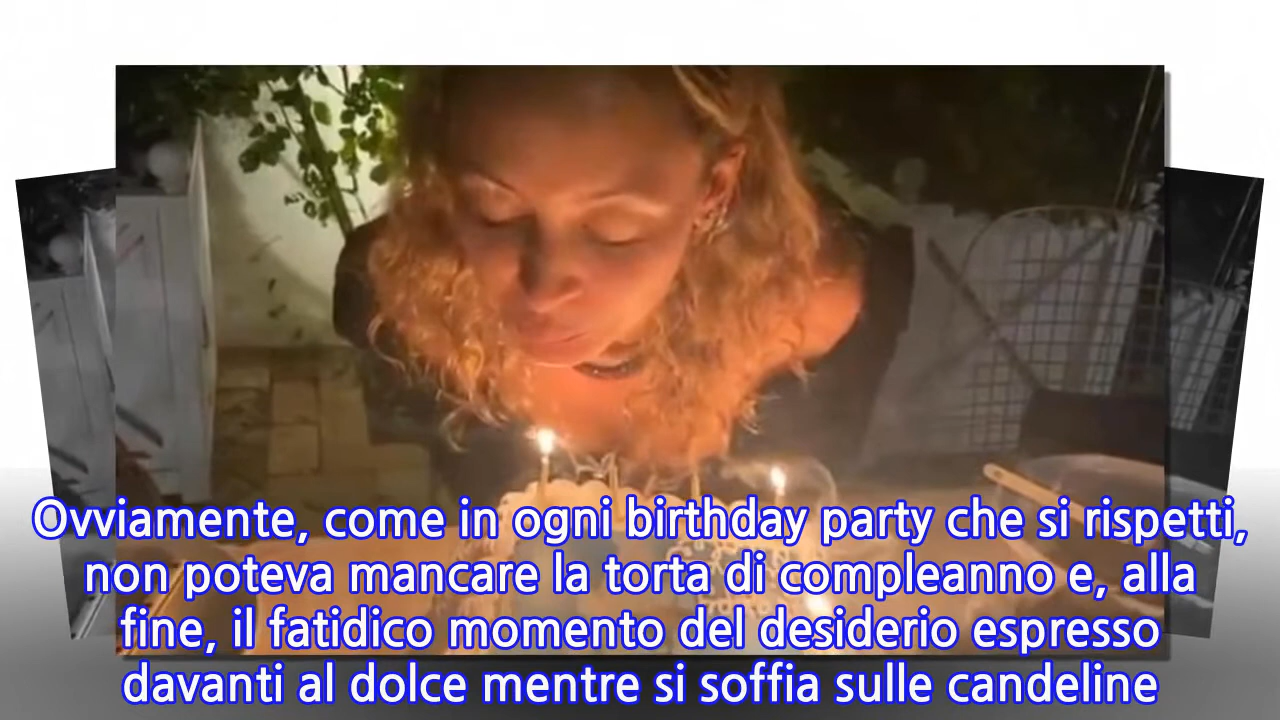 Ovviamente, come in ogni birthday party che si rispetti,
non poteva mancare la torta di compleanno e, alla
fine, il fatidico momento del desiderio espresso
davanti al dolce mentre si soffia sulle candeline